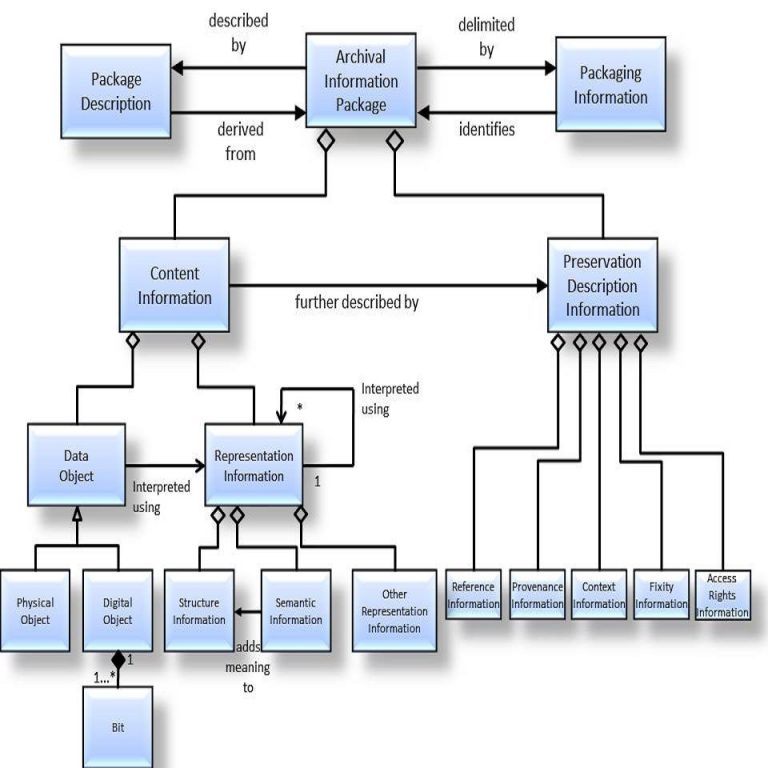 described
by
delimited
by
Package
Description
Archival
Information
Package
Packaging
Information
derived
from
identifies
Content
Information
Preservation
Description
Information
further described by
Interpreted
using
*
Data
Object
Representation
Information
Interpreted
using
1
Physical
Object
Digital
Object
Structure
Information
Semantic
Information
Other
Representation
Information
Reference
Information
Provenance
Information
Context
Information
Fixity
Information
Access
Rights
Information
adds
meaning
to
1
1...*
Bit